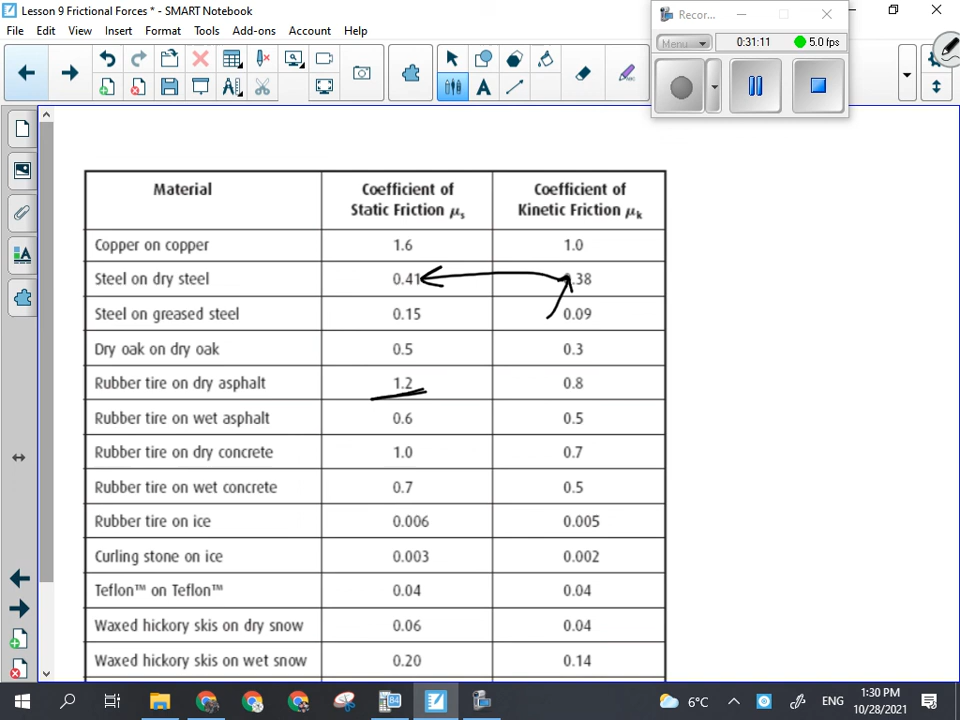 Lesson 9 Frictional Forces * - SMART Notebook
Recor...
File Edit View Insert Format Tools Add-ons Account Help
Menu
0:31:11
5.0 fps
Material
Coefficient of
Static Friction μs
Coefficient of
Kinetic Friction μk
Copper on copper 1.6 1.0
Steel on dry steel 0.41 0.38
Steel on greased steel 0.15 0.09
Dry oak on dry oak 0.5 0.3
Rubber tire on dry asphalt 1.2 0.8
Rubber tire on wet asphalt 0.6 0.5
Rubber tire on dry concrete 1.0 0.7
Rubber tire on wet concrete 0.7 0.5
Rubber tire on ice 0.006 0.005
Curling stone on ice 0.003 0.002
Teflon™ on Teflon™ 0.04 0.04
Waxed hickory skis on dry snow 0.06 0.04
Waxed hickory skis on wet snow 0.20 0.14
6°C
ENG
1:30 PM
10/28/2021